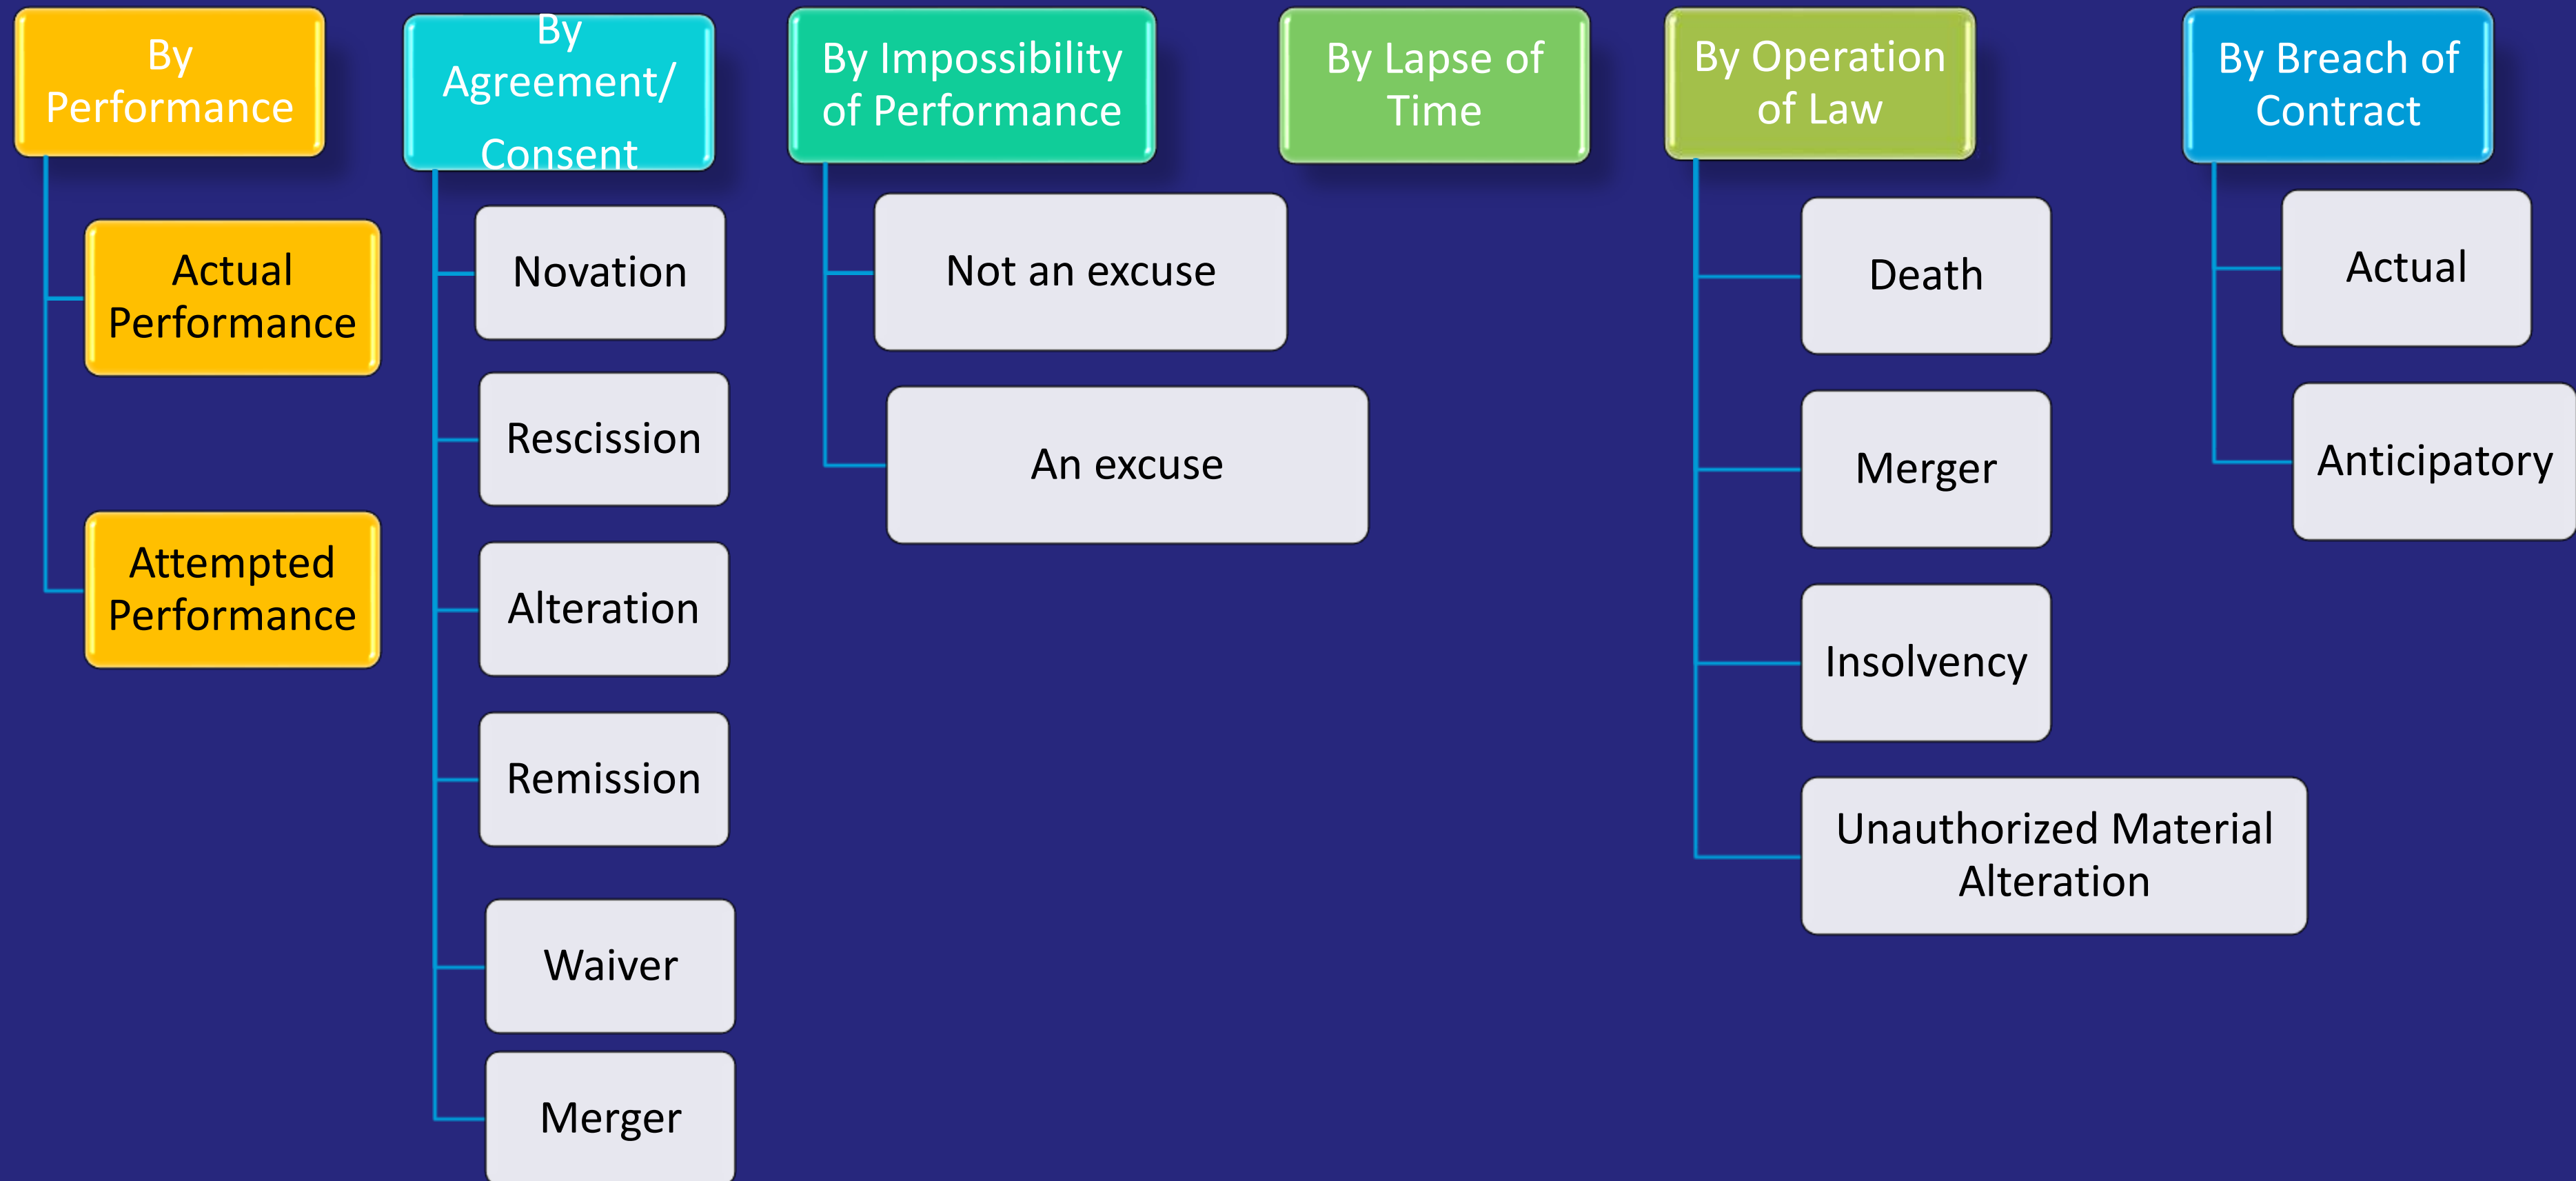 By
Performance
Actual
Performance
Attempted
Performance
By
Agreement/
Consent
Novation
Rescission
Alteration
Remission
Waiver
Merger
By Impossibility
of Performance
Not an excuse
An excuse
By Lapse of
Time
By Operation
of Law
Death
Merger
Insolvency
Unauthorized Material
Alteration
By Breach of
Contract
Actual
Anticipatory